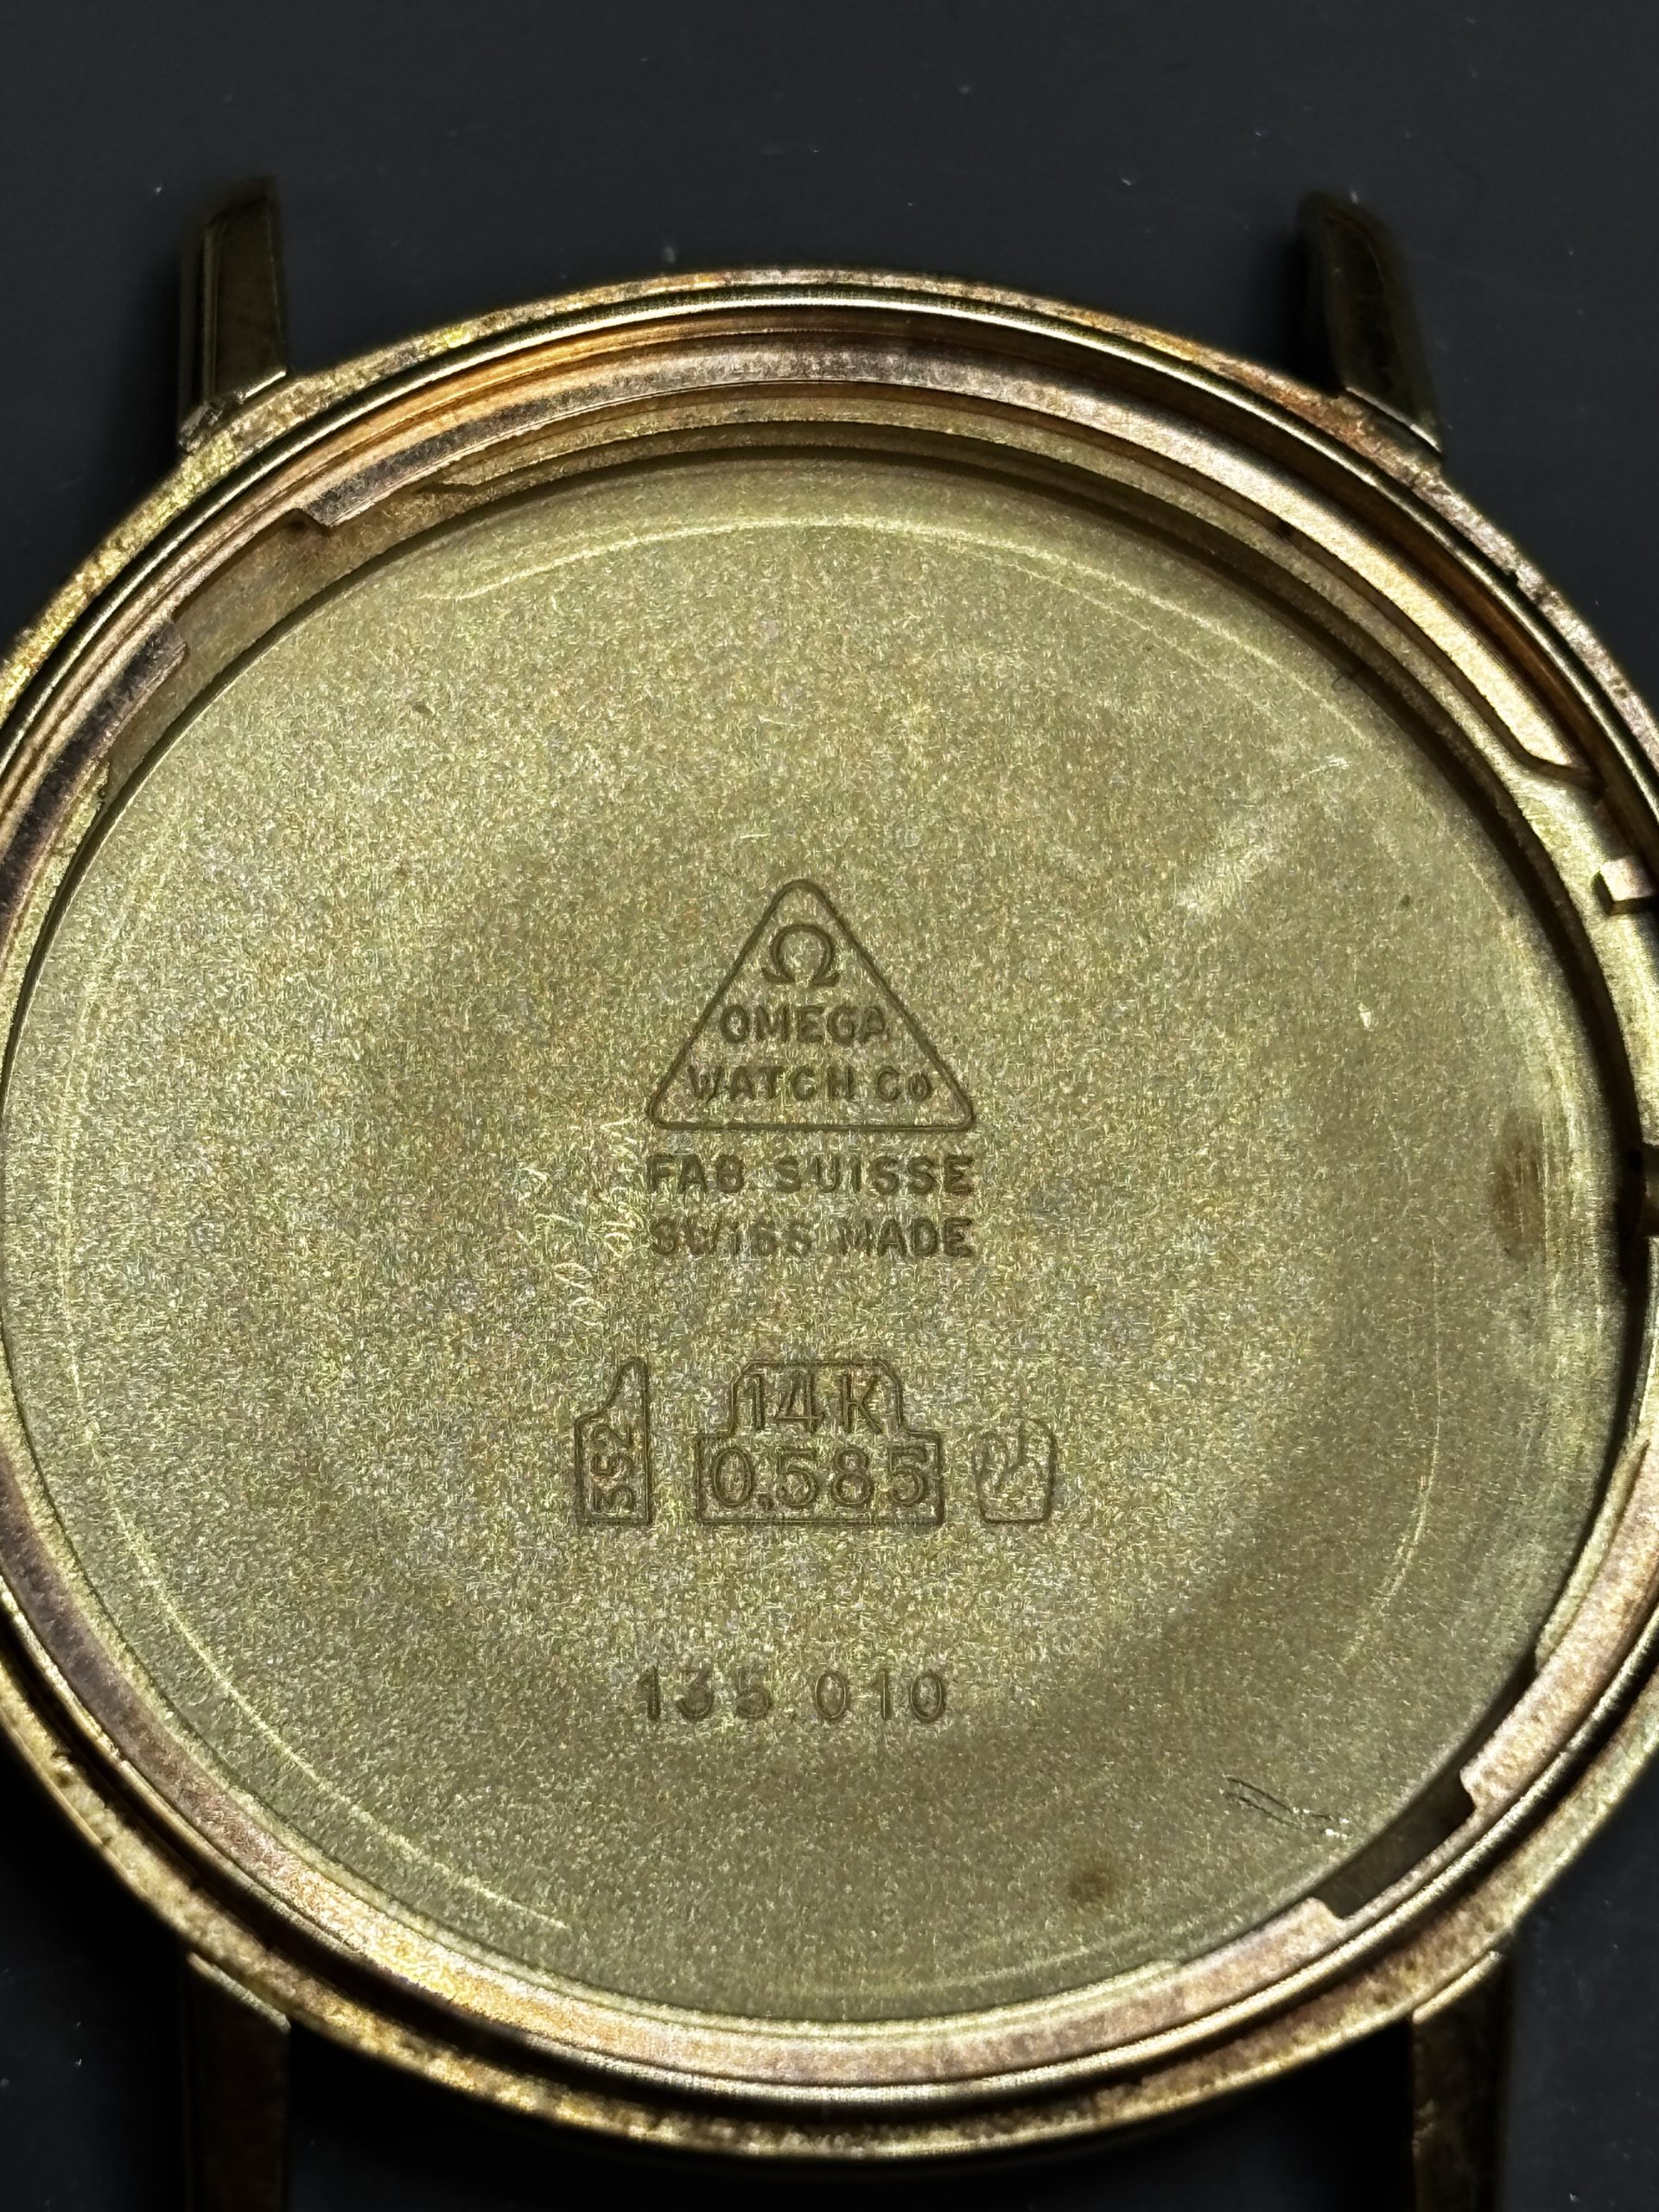 Ω
OMEGA
WATCH Co
FAB SUISSE
SWISS MADE
14K
0,585
135 010